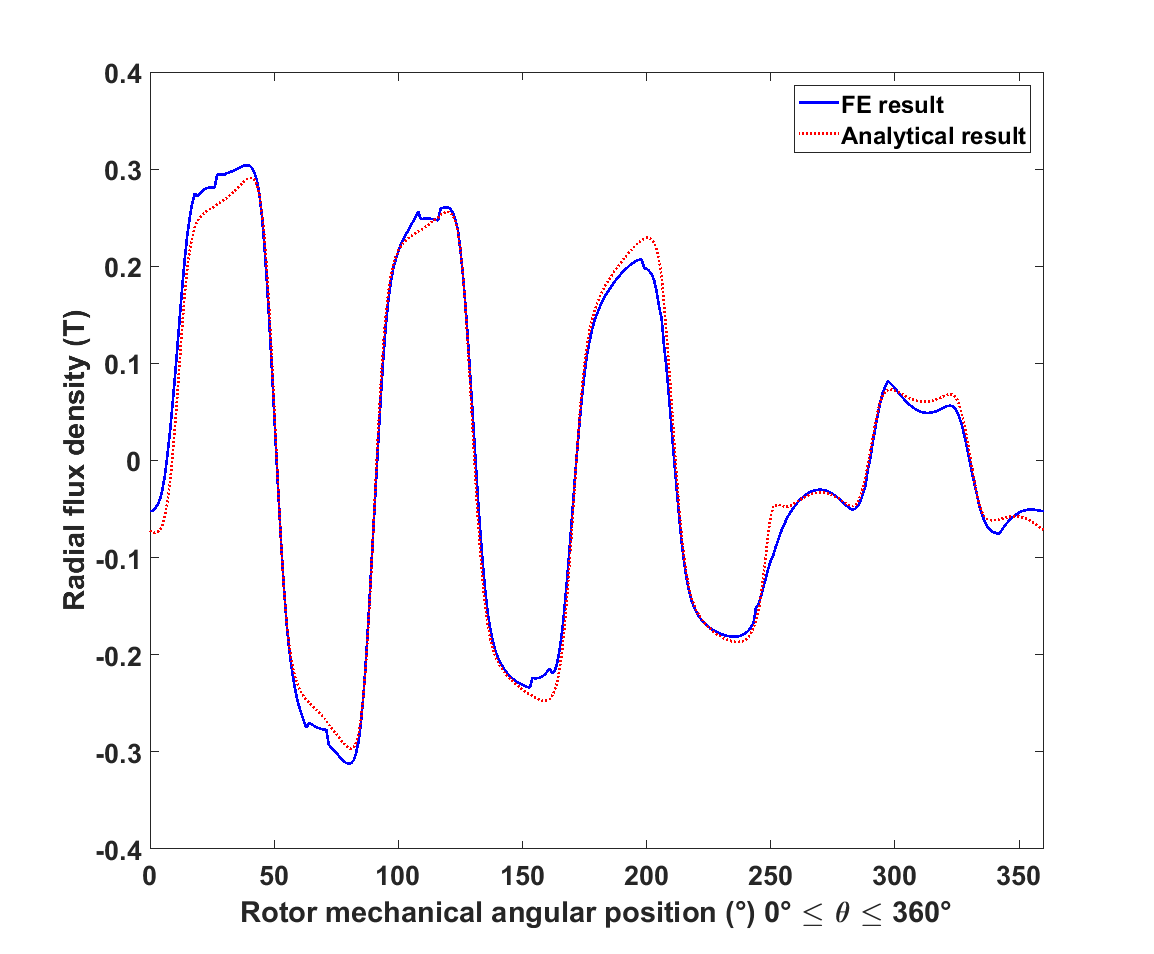 FE result
Analytical result
0.4
0.3
0.2
0.1
0
-0.1
-0.2
-0.3
-0.4
Radial flux density (T)
0 50 100 150 200 250 300 350
Rotor mechanical angular position (°) 0° ≤ θ ≤ 360°